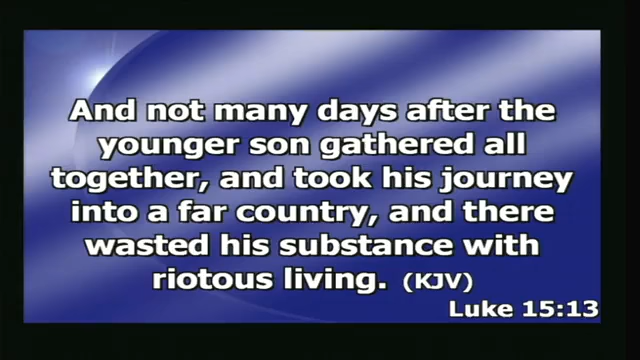 And not many days after the
younger son gathered all
together, and took his journey
into a far country, and there
wasted his substance with
riotous living. (KJV)
Luke 15:13